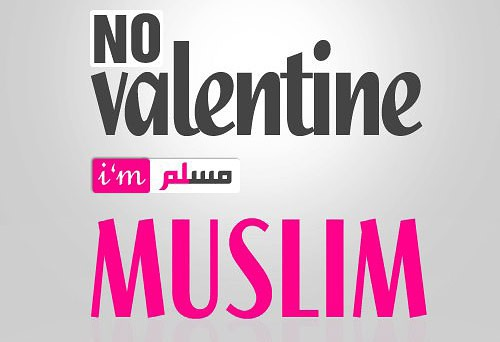 NO
valentine
i'm مسلم
MUSLIM